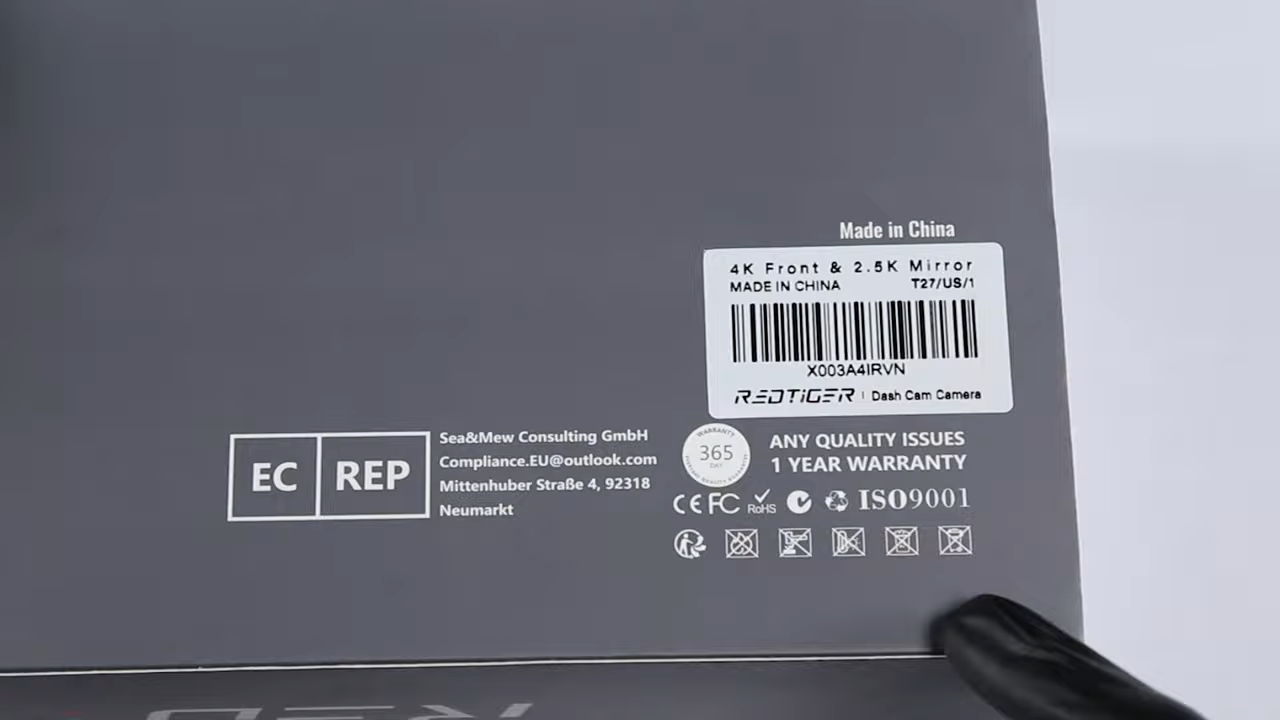 Made in China
4K Front & 2.5K Mirror
MADE IN CHINA T27/US/1
X003A4IRVN
REDTIGER | Dash Cam Camera
EC REP
Sea&Mew Consulting GmbH
Compliance.EU@outlook.com
Mittenhuber Straße 4, 92318
Neumarkt
WARRANTY
365
DAY
ANY QUALITY ISSUES
1 YEAR WARRANTY
CE FC RoHS ISO9001